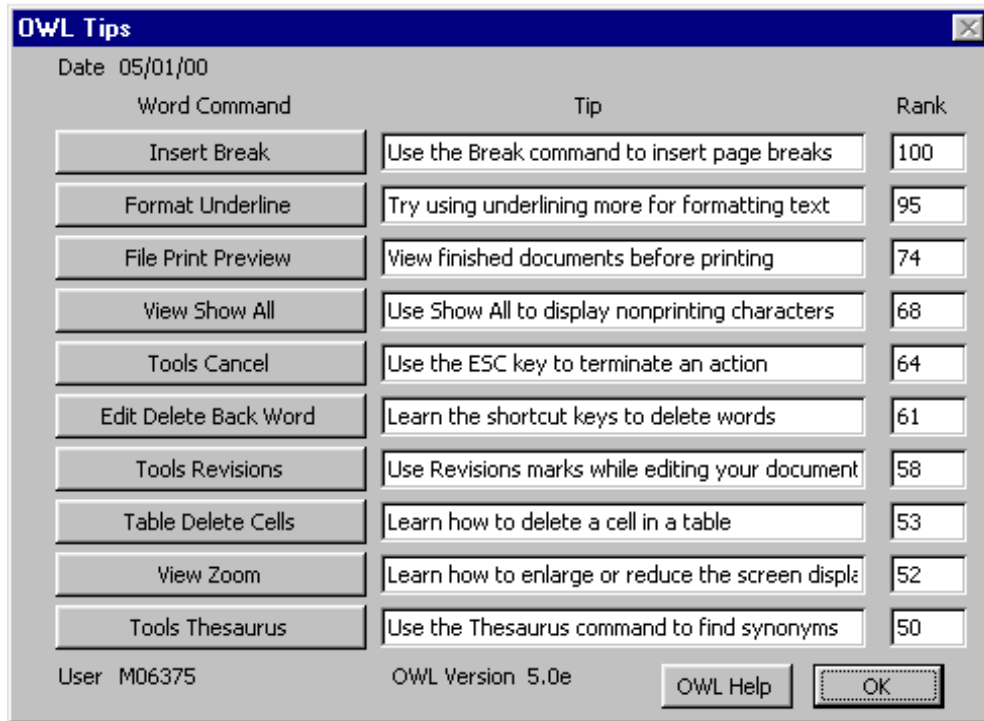 OWL Tips
Date 05/01/00
Word Command Tip Rank
Insert Break Use the Break command to insert page breaks 100
Format Underline Try using underlining more for formatting text 95
File Print Preview View finished documents before printing 74
View Show All Use Show All to display nonprinting characters 68
Tools Cancel Use the ESC key to terminate an action 64
Edit Delete Back Word Learn the shortcut keys to delete words 61
Tools Revisions Use Revisions marks while editing your document 58
Table Delete Cells Learn how to delete a cell in a table 53
View Zoom Learn how to enlarge or reduce the screen displa 52
Tools Thesaurus Use the Thesaurus command to find synonyms 50
User M06375 OWL Version 5.0e OWL Help OK